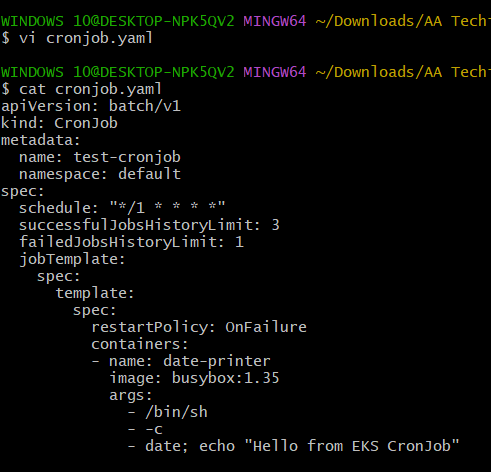 WINDOWS 10@DESKTOP-NPK5QV2 MINGW64 ~/Downloads/AA Tech
$ vi cronjob.yaml

WINDOWS 10@DESKTOP-NPK5QV2 MINGW64 ~/Downloads/AA Tech
$ cat cronjob.yaml
apiVersion: batch/v1
kind: CronJob
metadata:
  name: test-cronjob
  namespace: default
spec:
  schedule: "*/1 * * * *"
  successfulJobsHistoryLimit: 3
  failedJobsHistoryLimit: 1
  jobTemplate:
    spec:
      template:
        spec:
          restartPolicy: OnFailure
          containers:
          - name: date-printer
            image: busybox:1.35
            args:
              - /bin/sh
              - -c
              - date; echo "Hello from EKS CronJob"